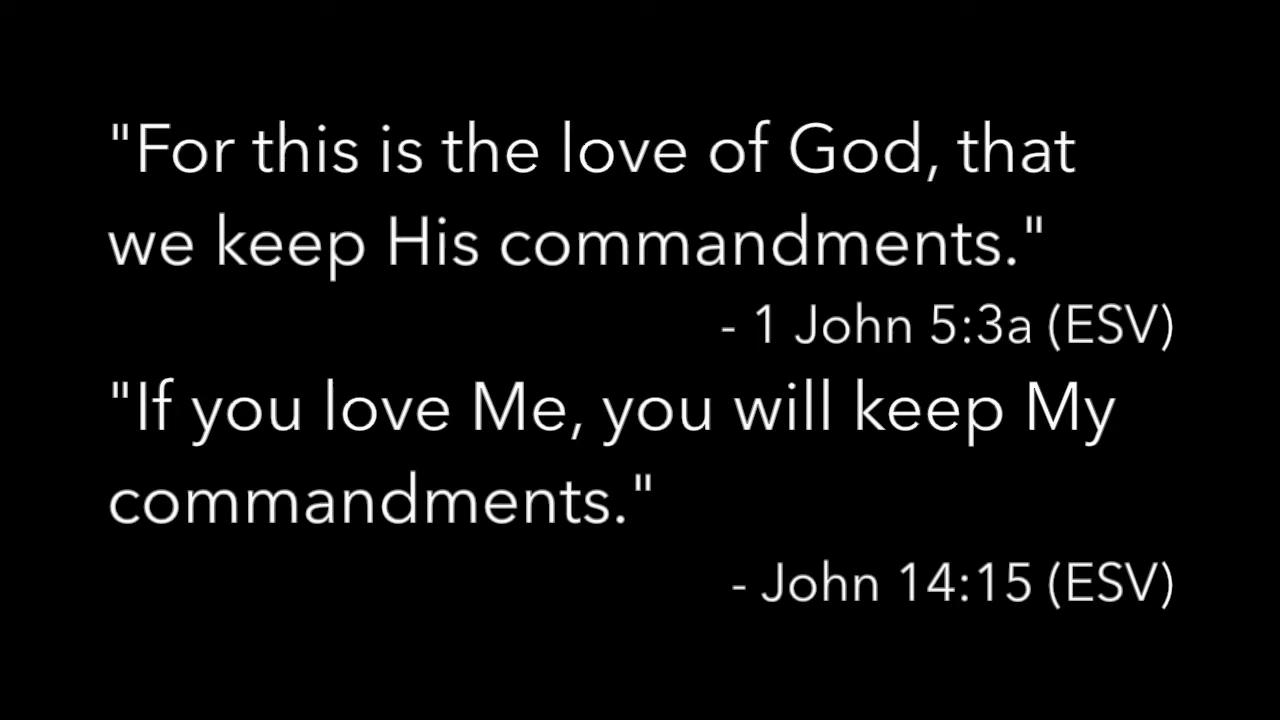 "For this is the love of God, that
we keep His commandments."
- 1 John 5:3a (ESV)
"If you love Me, you will keep My
commandments."
- John 14:15 (ESV)